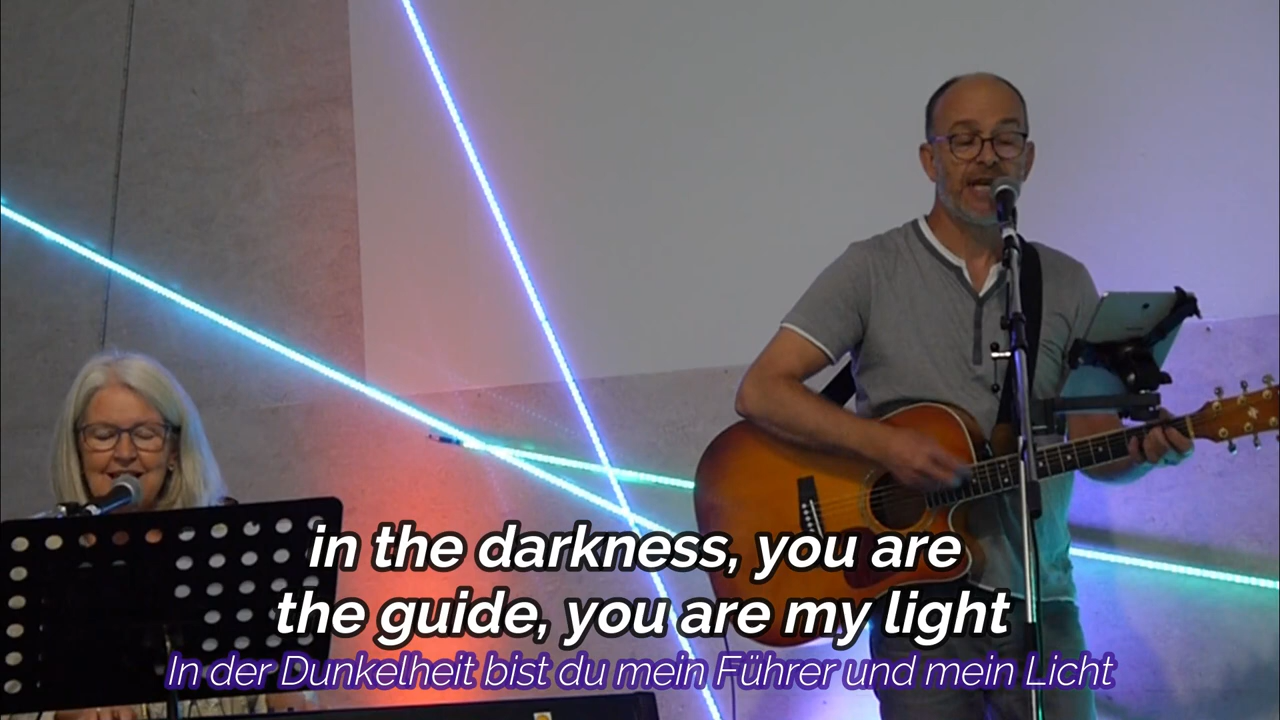 in the darkness, you are
the guide, you are my light
In der Dunkelheit bist du mein Führer und mein Licht